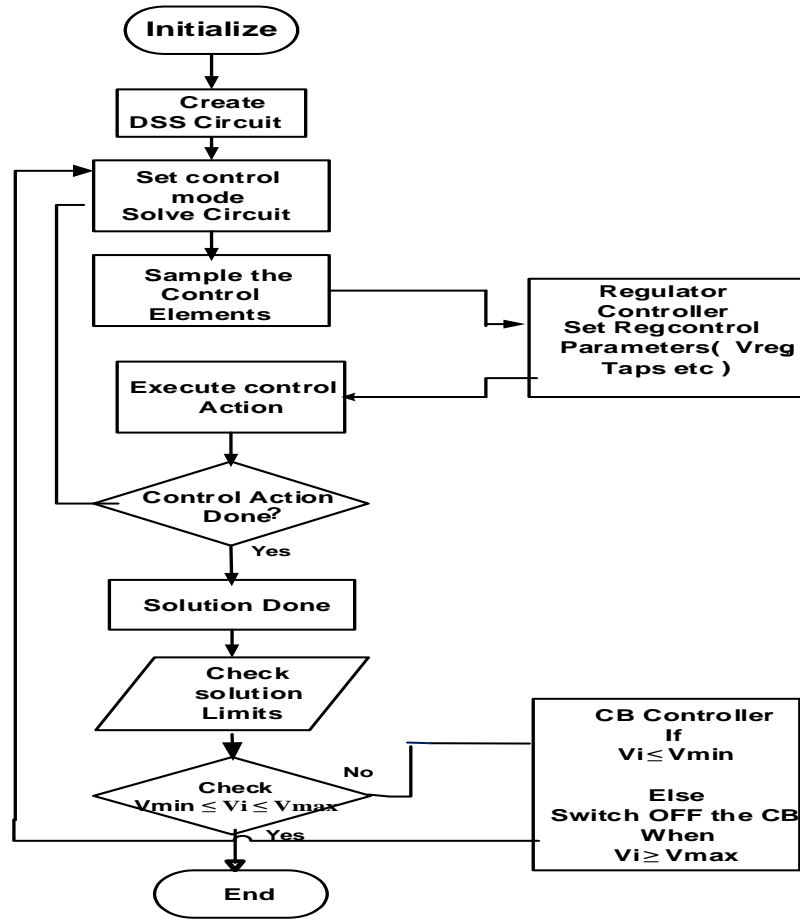 Initialize
Create
DSS Circuit
Set control
mode
Solve Circuit
Sample the
Control
Elements
Regulator
Controller
Set Regcontrol
Parameters( Vreg
Taps etc )
Execute control
Action
Control Action
Done?
Yes
Solution Done
Check
solution
Limits
No
Check
Vmin ≤ Vi ≤ Vmax
Yes
CB Controller
If
Vi ≤ Vmin
Else
Switch OFF the CB
When
Vi ≥ Vmax
End